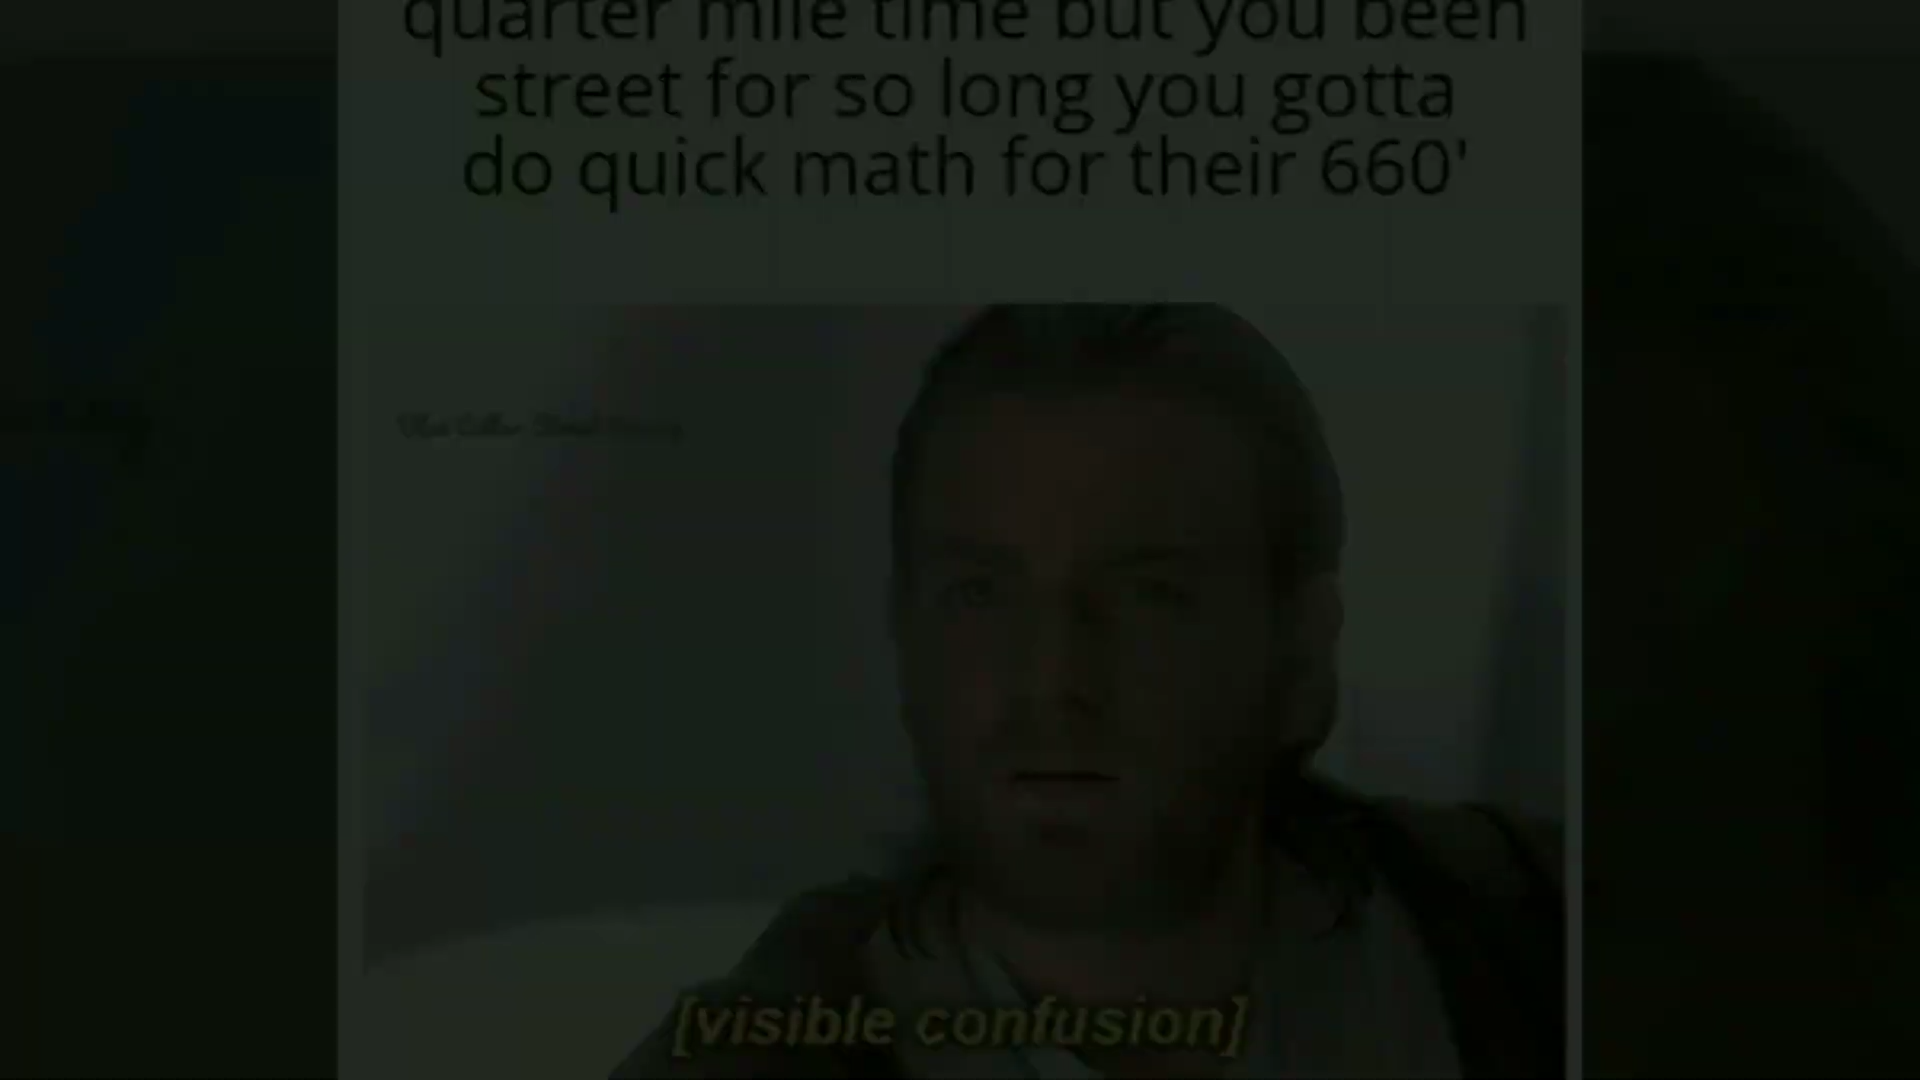 quarter mile time but you been
street for so long you gotta
do quick math for their 660'
[visible confusion]